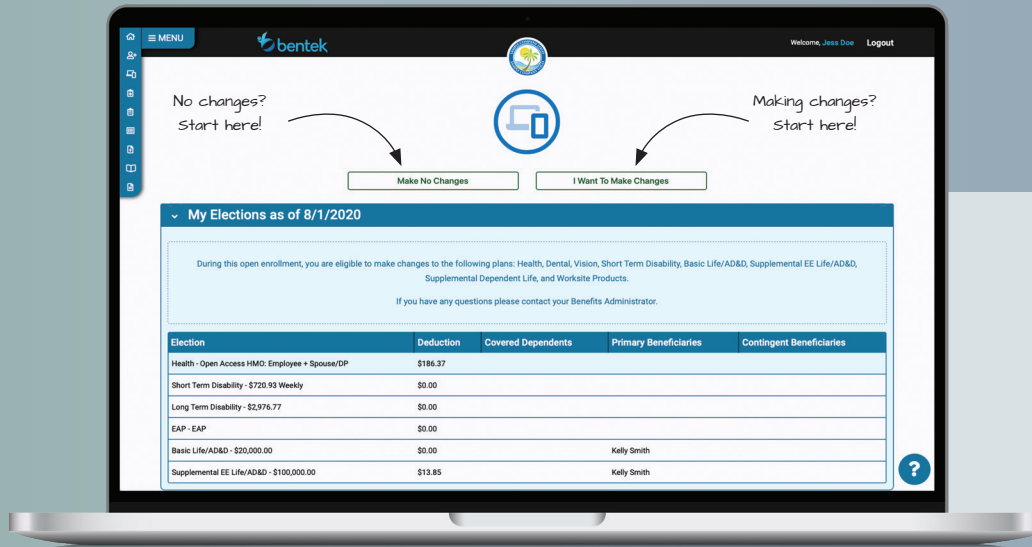 MENU
bentek
Welcome, Jess Doe Logout
No changes?
Start here!
Making changes?
Start here!
Make No Changes
I Want To Make Changes
My Elections as of 8/1/2020
During this open enrollment, you are eligible to make changes to the following plans: Health, Dental, Vision, Short Term Disability, Basic Life/AD&D, Supplemental EE Life/AD&D,
Supplemental Dependent Life, and Worksite Products.
If you have any questions please contact your Benefits Administrator.
Election Deduction Covered Dependents Primary Beneficiaries Contingent Beneficiaries
Health - Open Access HMO: Employee + Spouse/DP $186.37
Short Term Disability - $720.93 Weekly $0.00
Long Term Disability - $2,976.77 $0.00
EAP - EAP $0.00
Basic Life/AD&D - $20,000.00 $0.00 Kelly Smith
Supplemental EE Life/AD&D - $100,000.00 $13.85 Kelly Smith
?